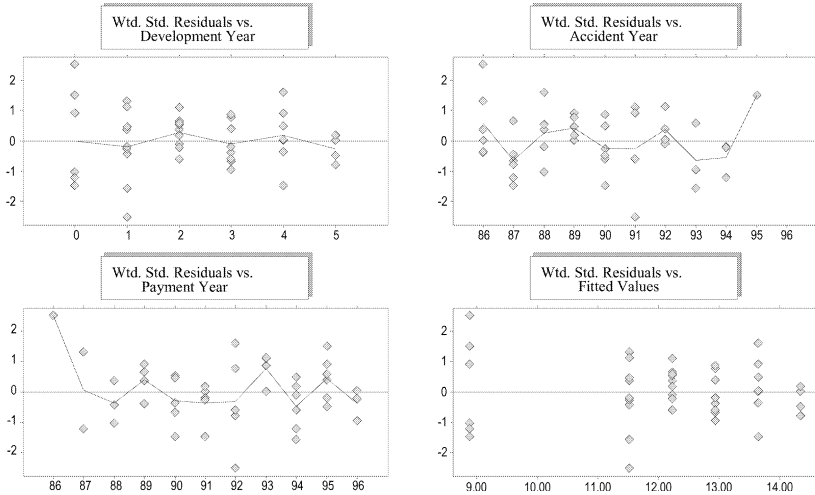 Wtd. Std. Residuals vs.
Development Year
2
1
0
-1
-2
0 1 2 3 4 5
Wtd. Std. Residuals vs.
Accident Year
2
1
0
-1
-2
86 87 88 89 90 91 92 93 94 95 96
Wtd. Std. Residuals vs.
Payment Year
2
1
0
-1
-2
86 87 88 89 90 91 92 93 94 95 96
Wtd. Std. Residuals vs.
Fitted Values
2
1
0
-1
-2
9.00 10.00 11.00 12.00 13.00 14.00